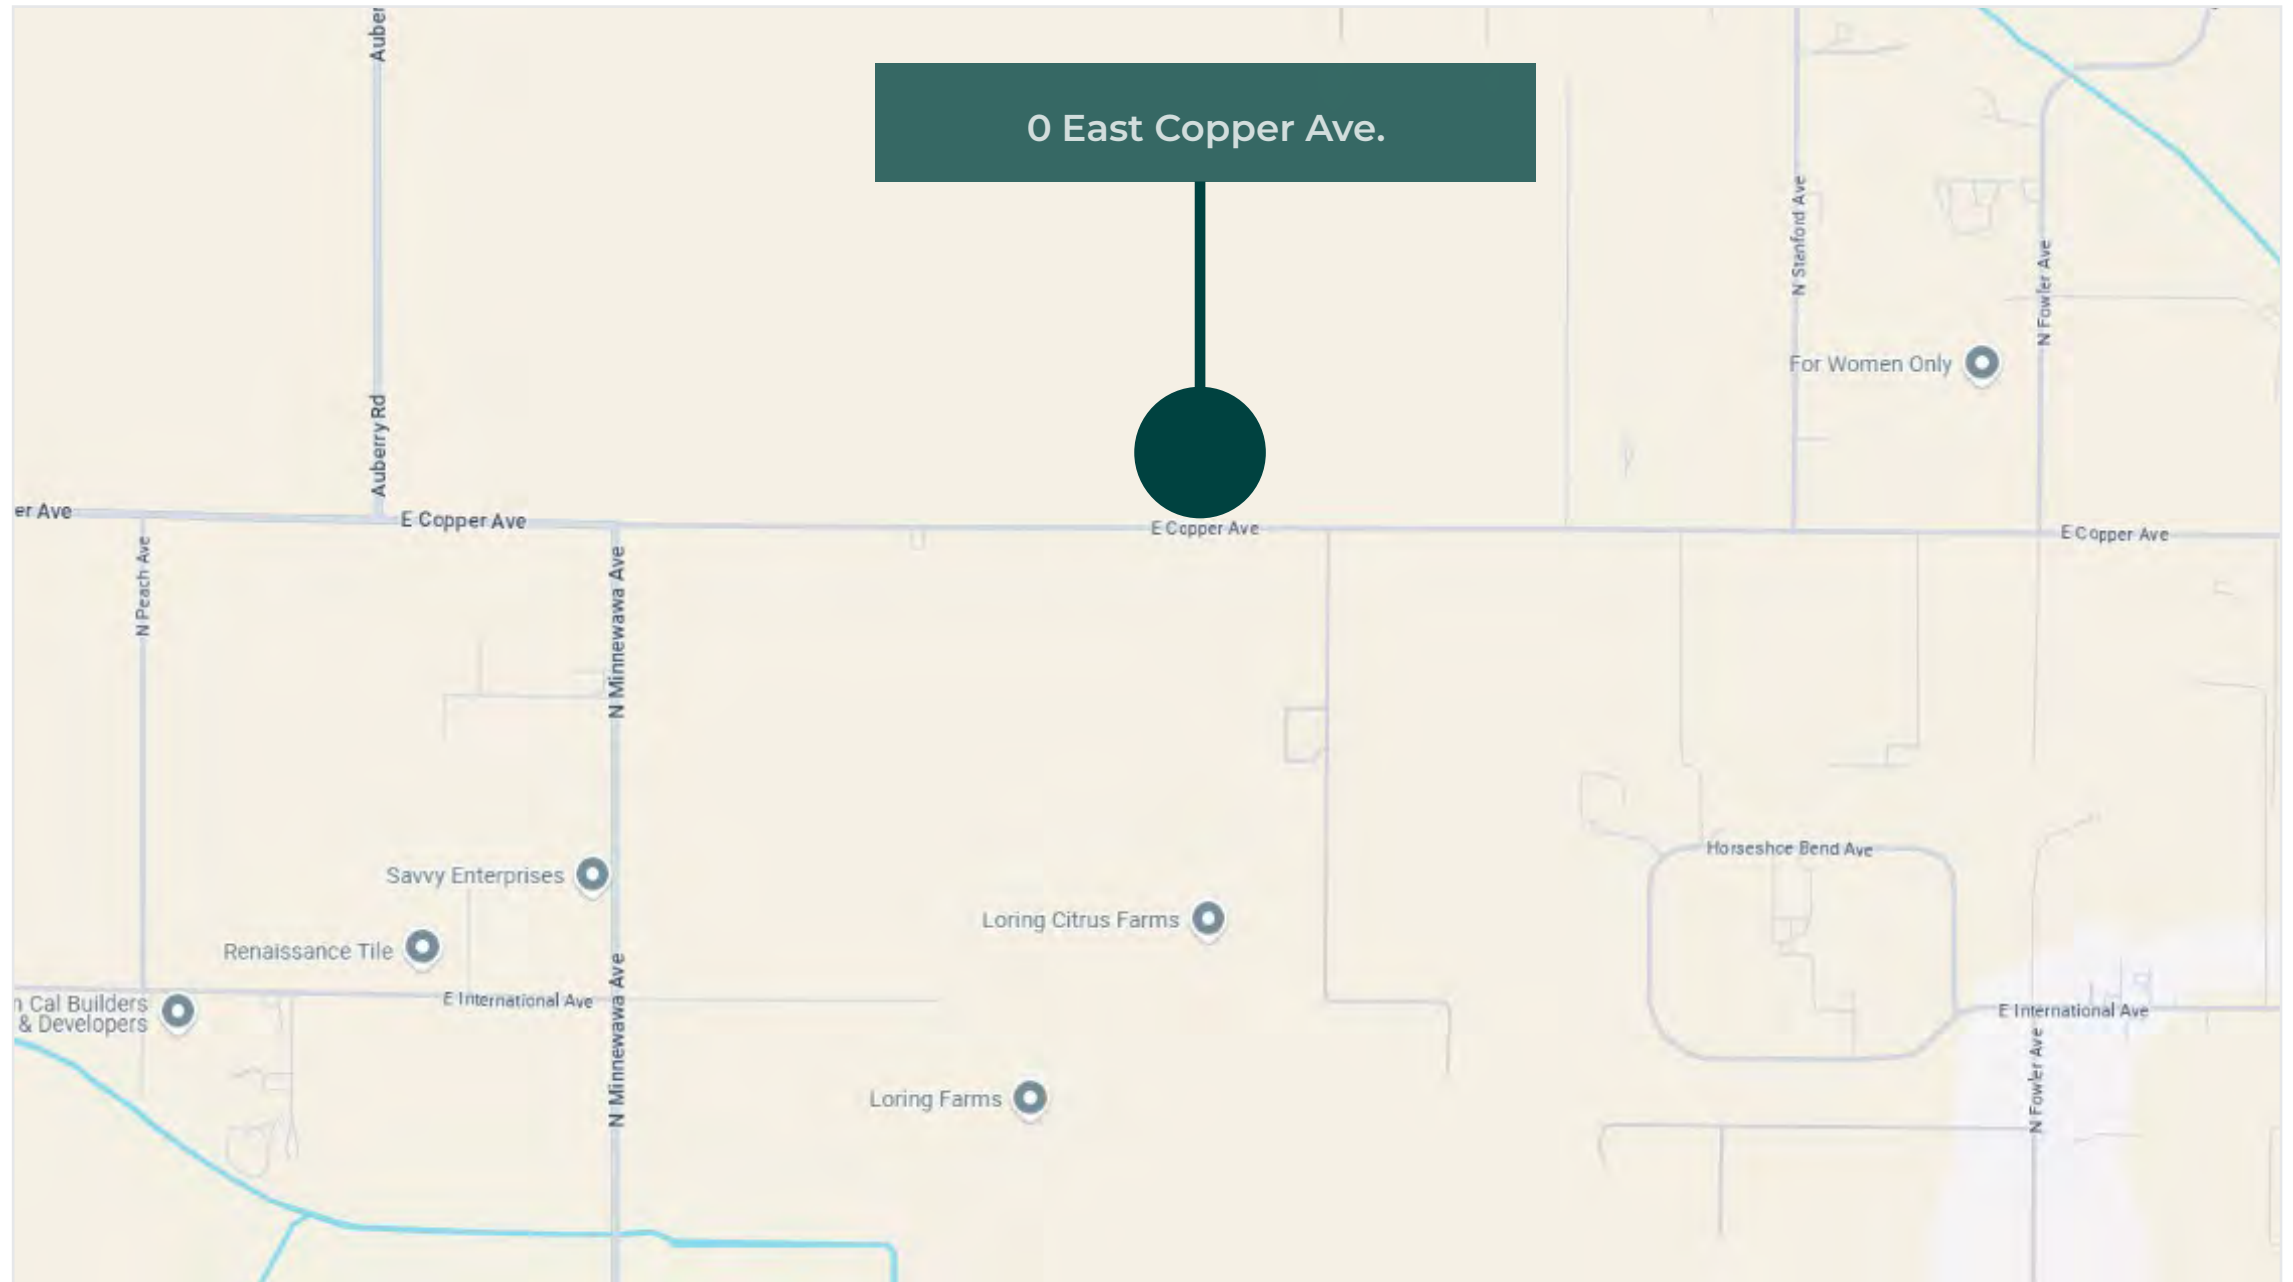 Auber
0 East Copper Ave.
N Stanford Ave
N Fowler Ave
For Women Only
Auberry Rd
er Ave
E Copper Ave
E Copper Ave
E Copper Ave
N Peach Ave
N Minnewawa Ave
Horseshoe Bend Ave
Savvy Enterprises
Loring Citrus Farms
Renaissance Tile
n Cal Builders
& Developers
E International Ave
N Minnewawa Ave
E International Ave
N Fowler Ave
Loring Farms